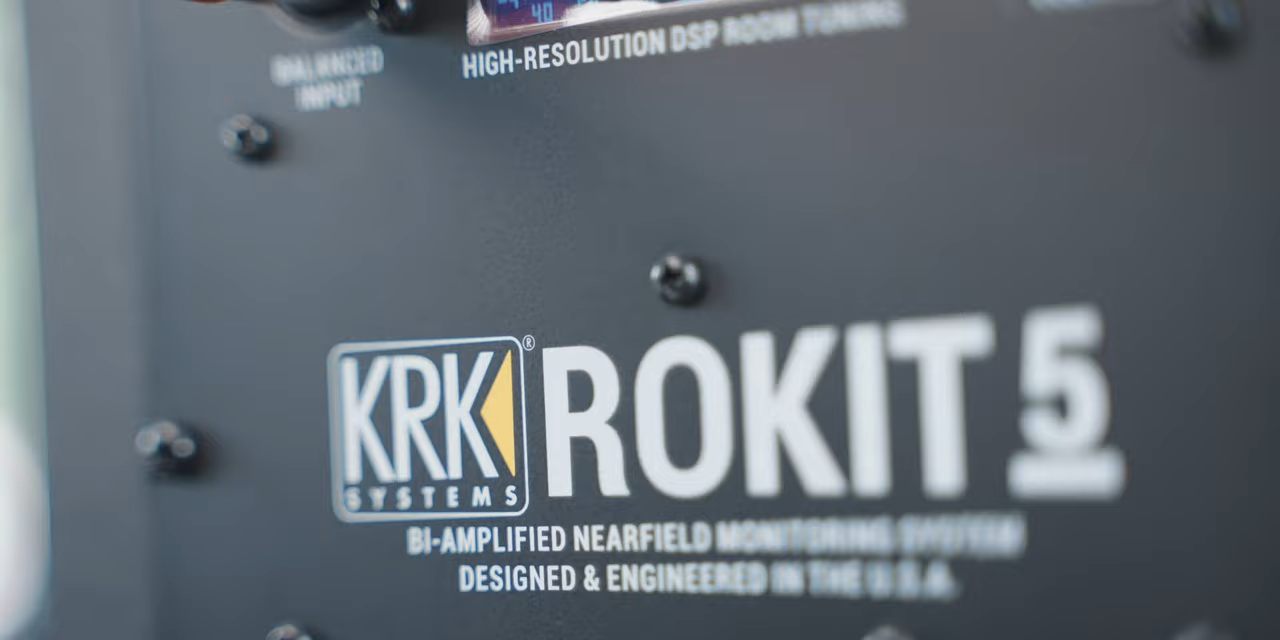 40
BALANCED
INPUT
HIGH-RESOLUTION DSP ROOM TUNING
KRK®
SYSTEMS
ROKIT 5
BI-AMPLIFIED NEARFIELD MONITORING SYSTEM
DESIGNED & ENGINEERED IN THE U.S.A.